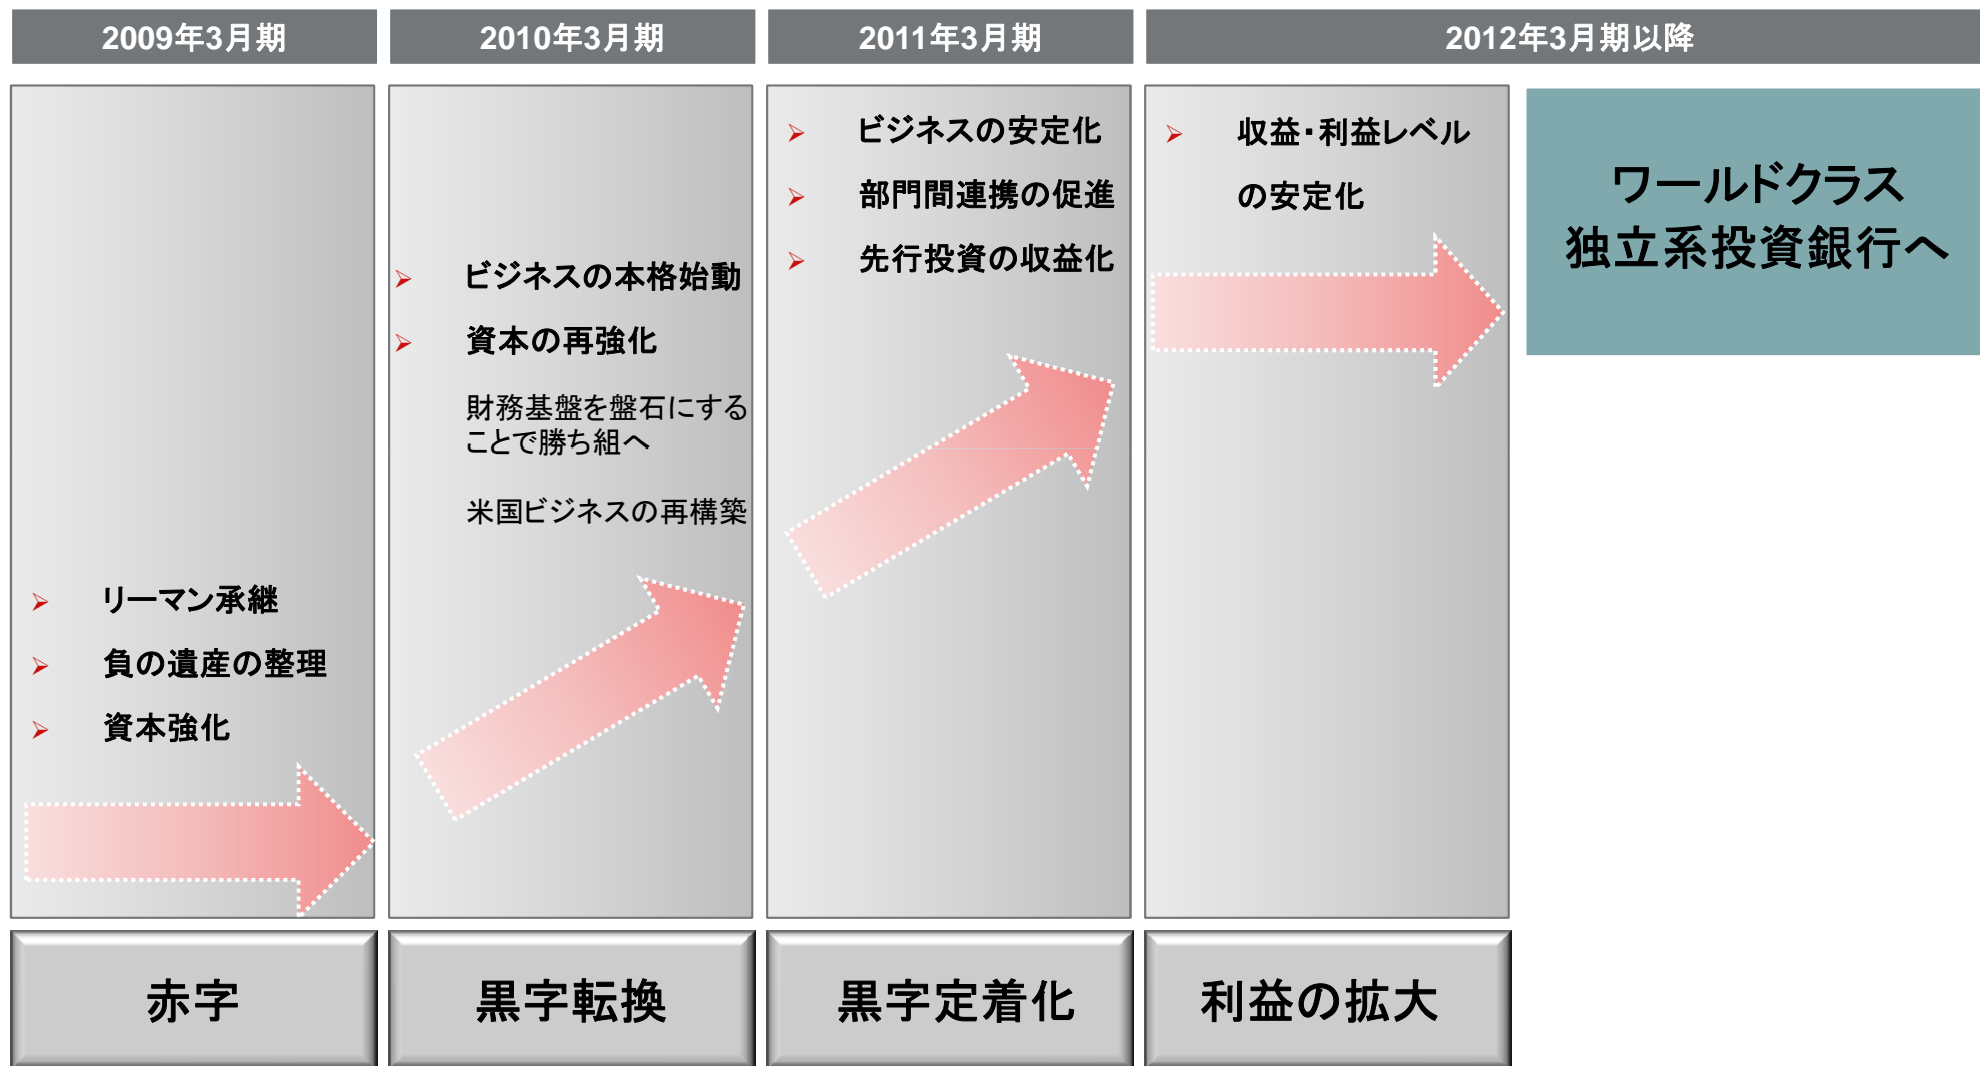 2009年3月期
2010年3月期
2011年3月期
2012年3月期以降
リーマン承継
負の遺産の整理
資本強化
ビジネスの本格始動
資本の再強化
財務基盤を盤石にする
ことで勝ち組へ
米国ビジネスの再構築
ビジネスの安定化
部門間連携の促進
先行投資の収益化
収益・利益レベル
の安定化
ワールドクラス
独立系投資銀行へ
赤字
黒字転換
黒字定着化
利益の拡大